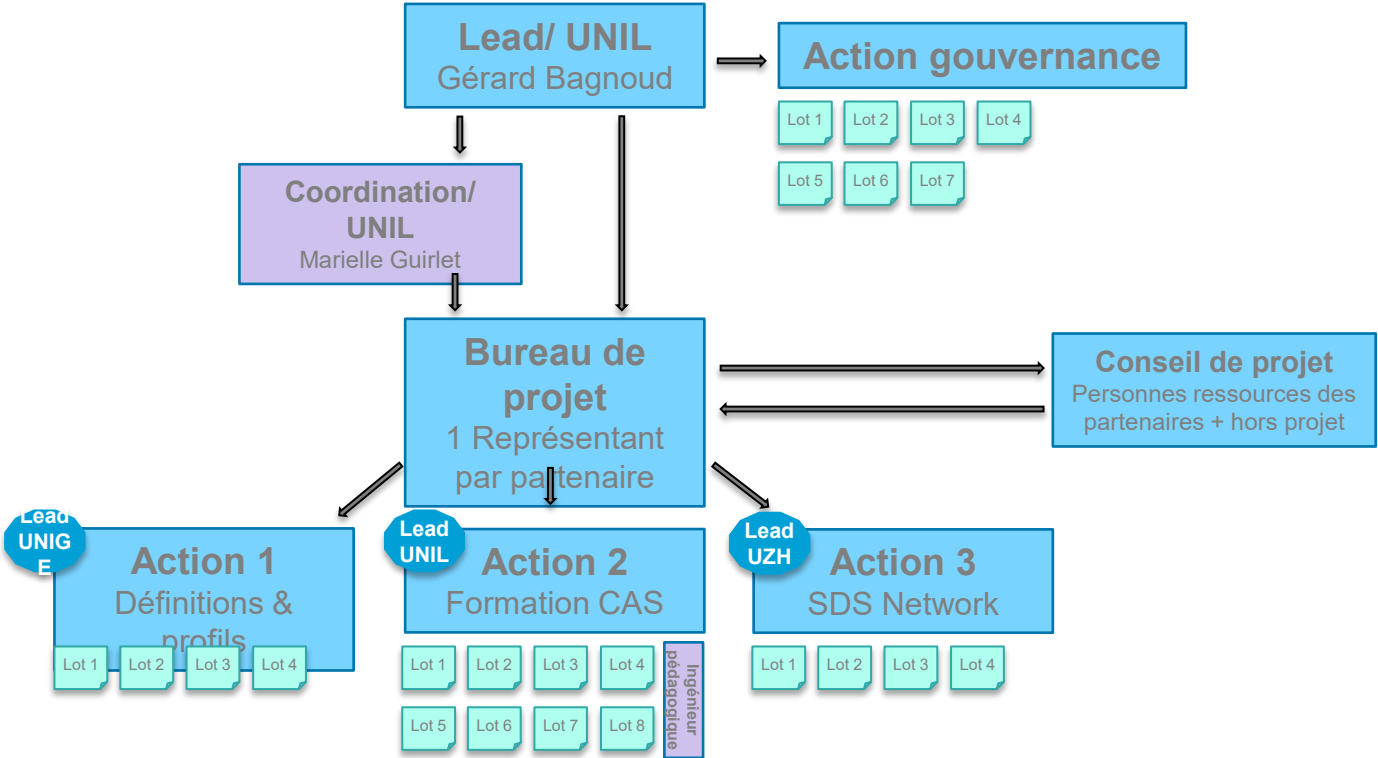 Lead/ UNIL
Gérard Bagnoud
Action gouvernance
Lot 1
Lot 2
Lot 3
Lot 4
Lot 5
Lot 6
Lot 7
Coordination/
UNIL
Marielle Guirlet
Bureau de
projet
1 Représentant
par partenaire
Conseil de projet
Personnes ressources des
partenaires + hors projet
Lead
UNIG
E
Action 1
Définitions &
profils
Lot 1
Lot 2
Lot 3
Lot 4
Lead
UNIL
Action 2
Formation CAS
Lot 1
Lot 2
Lot 3
Lot 4
Lot 5
Lot 6
Lot 7
Lot 8
Ingénieur
pédagogique
Lead
UZH
Action 3
SDS Network
Lot 1
Lot 2
Lot 3
Lot 4